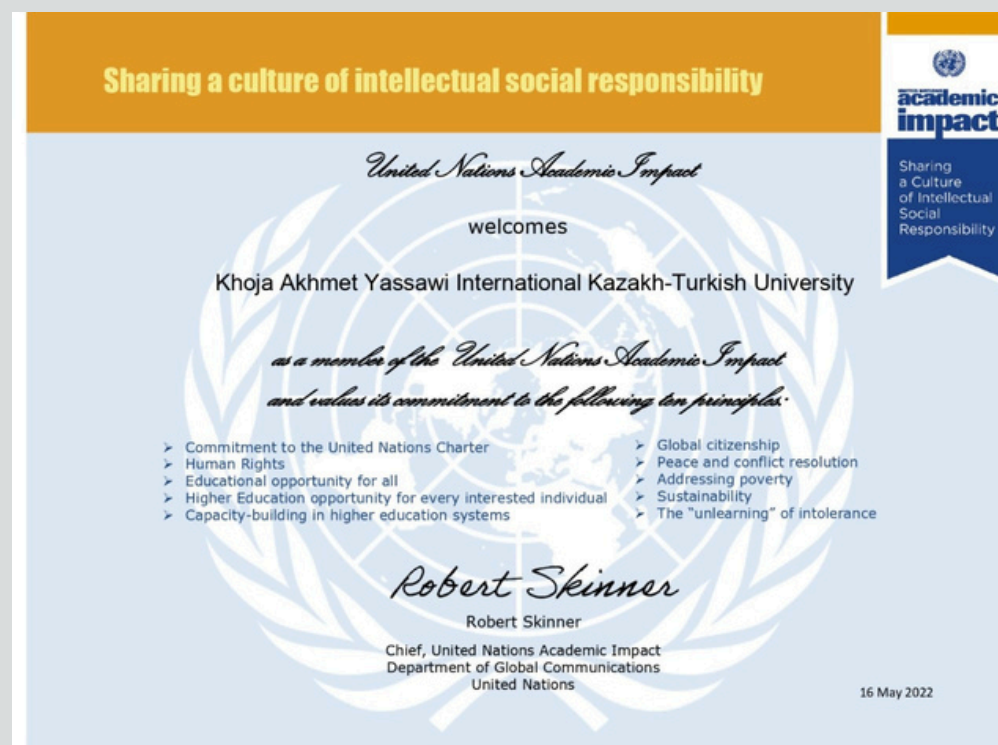 Sharing a culture of intellectual social responsibility
academic
impact
Sharing
a Culture
of Intellectual
Social
Responsibility
United Nations Academic Impact
welcomes
Khoja Akhmet Yassawi International Kazakh-Turkish University
as a member of the United Nations Academic Impact
and values its commitment to the following ten principles:
➢ Commitment to the United Nations Charter
➢ Human Rights
➢ Educational opportunity for all
➢ Higher Education opportunity for every interested individual
➢ Capacity-building in higher education systems
➢ Global citizenship
➢ Peace and conflict resolution
➢ Addressing poverty
➢ Sustainability
➢ The "unlearning" of intolerance
Robert Skinner
Robert Skinner
Chief, United Nations Academic Impact
Department of Global Communications
United Nations
16 May 2022